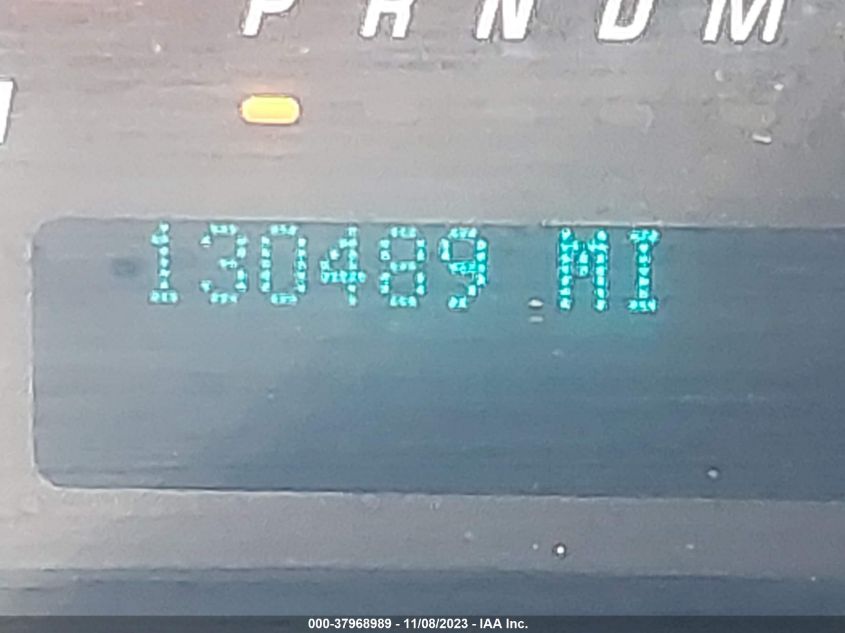 P R N D M
130489 MI
000-37968989 - 11/08/2023 - IAA Inc.